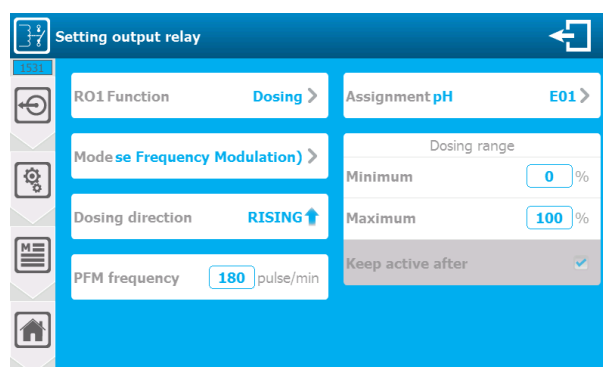 Setting output relay
1531
RO1 Function Dosing >
Mode se Frequency Modulation) >
Dosing direction RISING
PFM frequency 180 pulse/min
Assignment pH E01 >
Dosing range
Minimum 0 %
Maximum 100 %
Keep active after
M